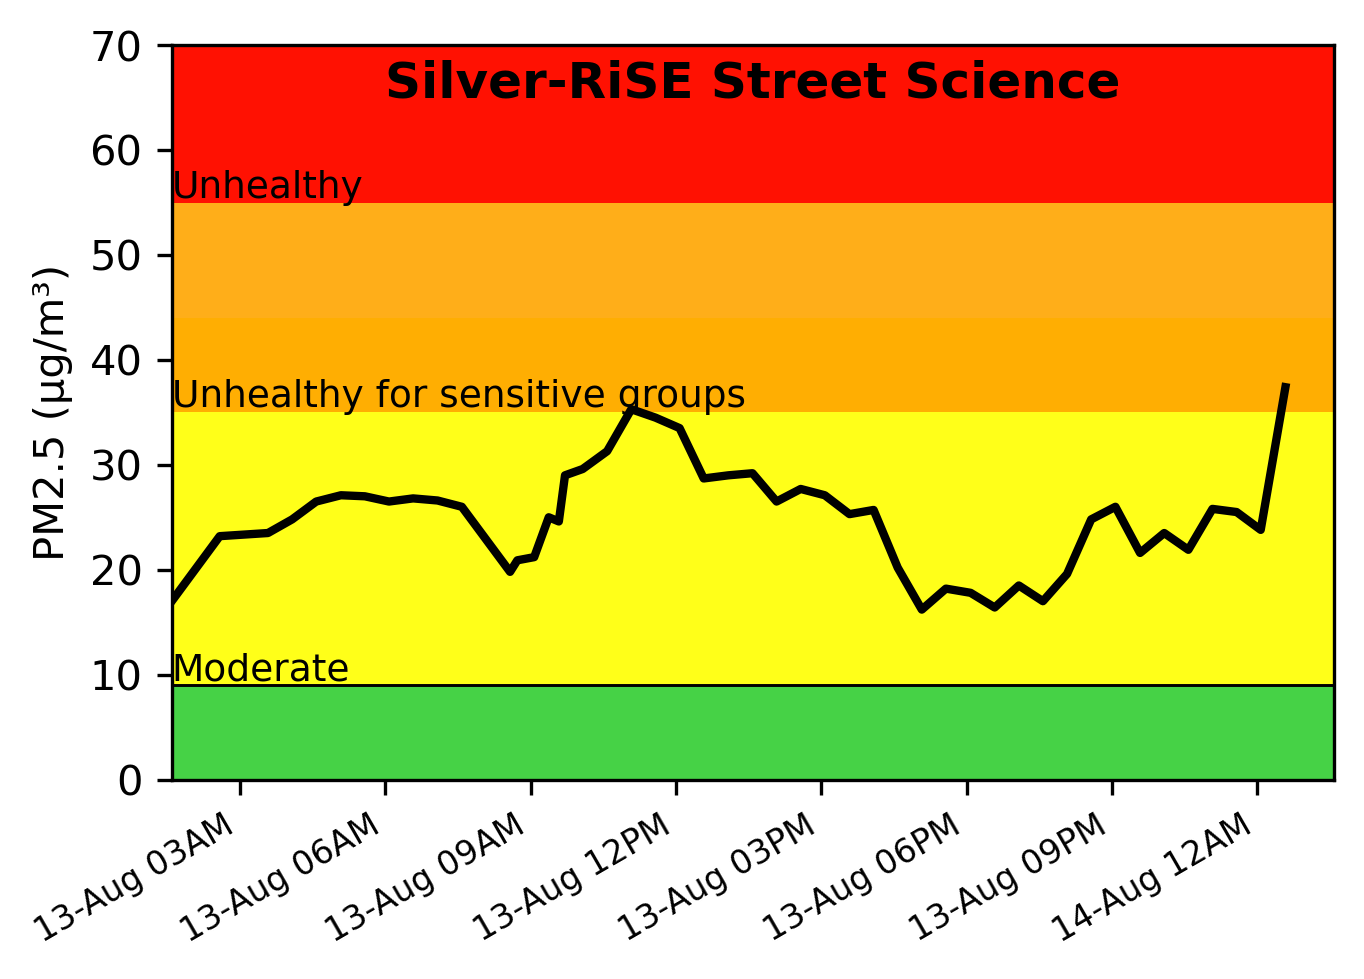 Silver-RiSE Street Science
PM2.5 (µg/m³)
70
60
50
40
30
20
10
0
Unhealthy
Unhealthy for sensitive groups
Moderate
13-Aug 03AM
13-Aug 06AM
13-Aug 09AM
13-Aug 12PM
13-Aug 03PM
13-Aug 06PM
13-Aug 09PM
14-Aug 12AM